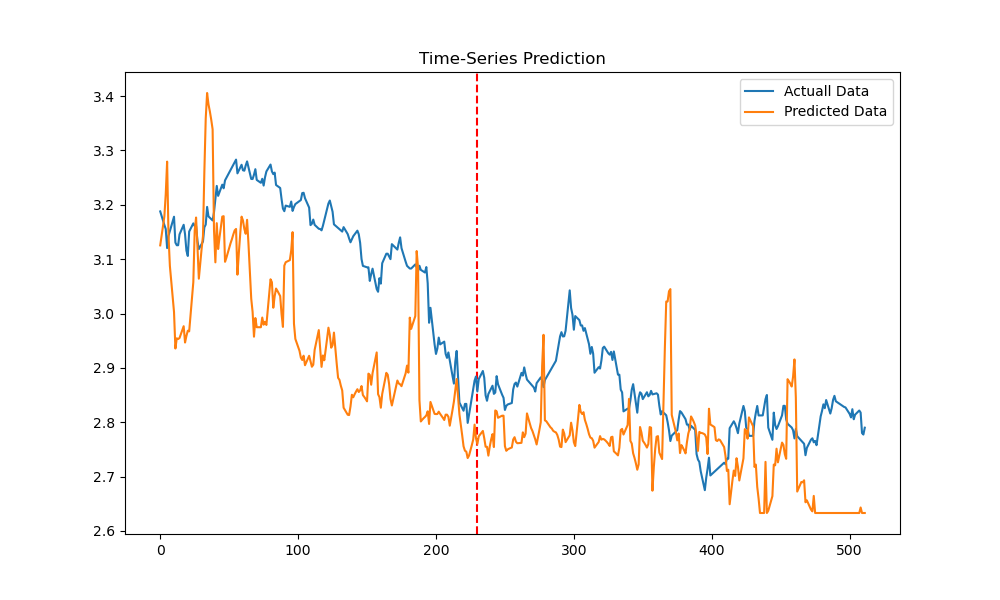 Time-Series Prediction
Actuall Data
Predicted Data
3.4
3.3
3.2
3.1
3.0
2.9
2.8
2.7
2.6
0 100 200 300 400 500